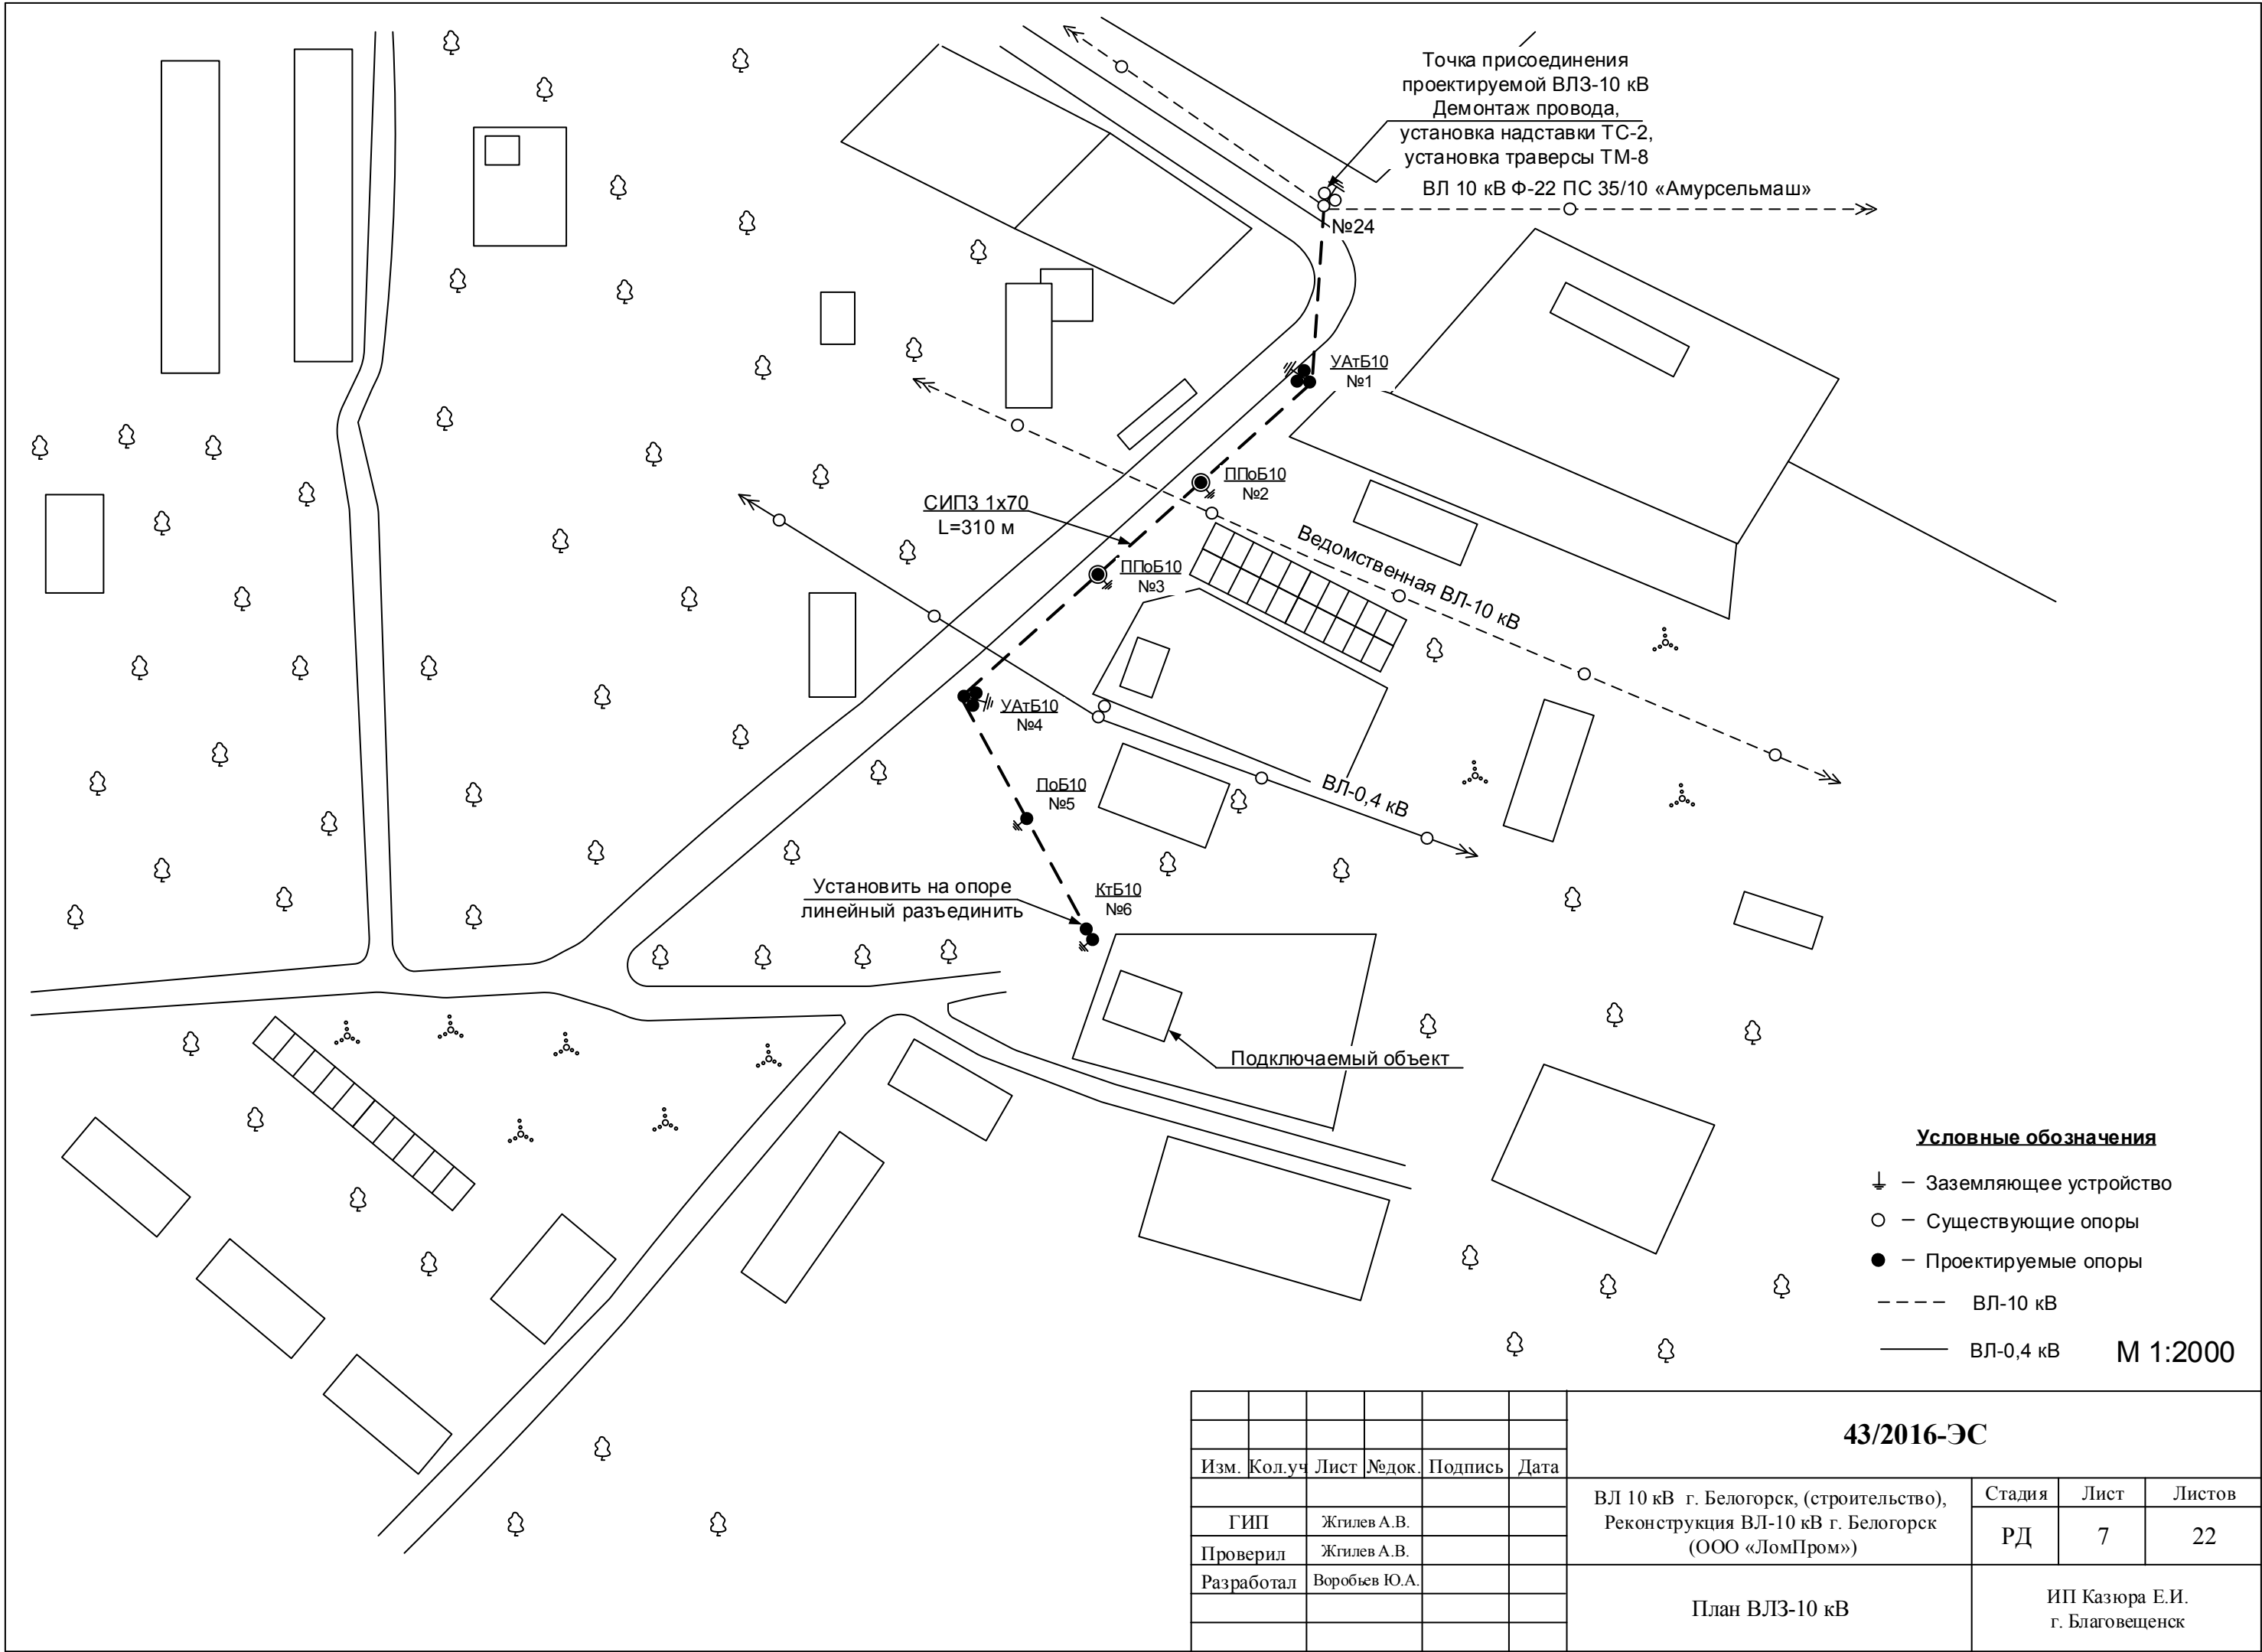 Точка присоединения
проектируемой ВЛЗ-10 кВ
Демонтаж провода,
установка надставки ТС-2,
установка траверсы ТМ-8
ВЛ 10 кВ Ф-22 ПС 35/10 «Амурсельмаш»
№24
УАтБ10
№1
ППоБ10
№2
СИП3 1х70
L=310 м
Ведомственная ВЛ-10 кВ
ППоБ10
№3
УАтБ10
№4
ПоБ10
№5
ВЛ-0,4 кВ
Установить на опоре
линейный разъединить
КтБ10
№6
Подключаемый объект
Условные обозначения
– Заземляющее устройство
– Существующие опоры
– Проектируемые опоры
ВЛ-10 кВ
ВЛ-0,4 кВ
М 1:2000
43/2016-ЭС
Изм. Кол.уч Лист №док. Подпись Дата
ВЛ 10 кВ г. Белогорск, (строительство),
Реконструкция ВЛ-10 кВ г. Белогорск
(ООО «ЛомПром»)
Стадия Лист Листов
РД 7 22
ГИП Жгилев А.В.
Проверил Жгилев А.В.
Разработал Воробьев Ю.А.
План ВЛЗ-10 кВ
ИП Казюра Е.И.
г. Благовещенск